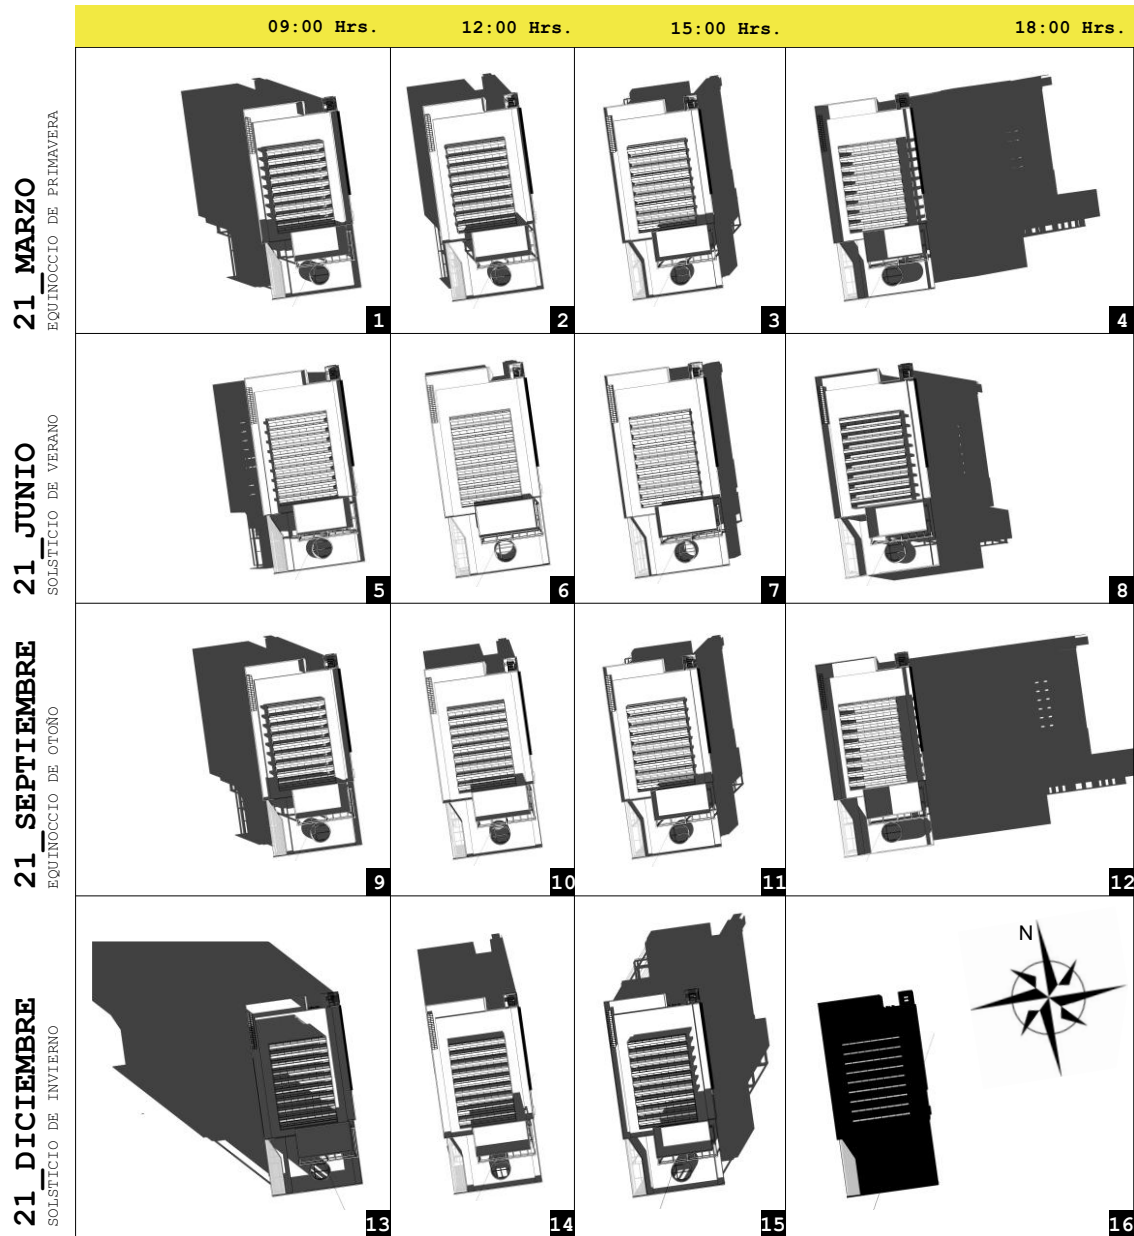 09:00 Hrs.
12:00 Hrs.
15:00 Hrs.
18:00 Hrs.
21_MARZO
EQUINOCCIO DE PRIMAVERA
1
2
3
4
21_JUNIO
SOLSTICIO DE VERANO
5
6
7
8
21_SEPTIEMBRE
EQUINOCCIO DE OTOÑO
9
10
11
12
21_DICIEMBRE
SOLSTICIO DE INVIERNO
13
14
15
N
16